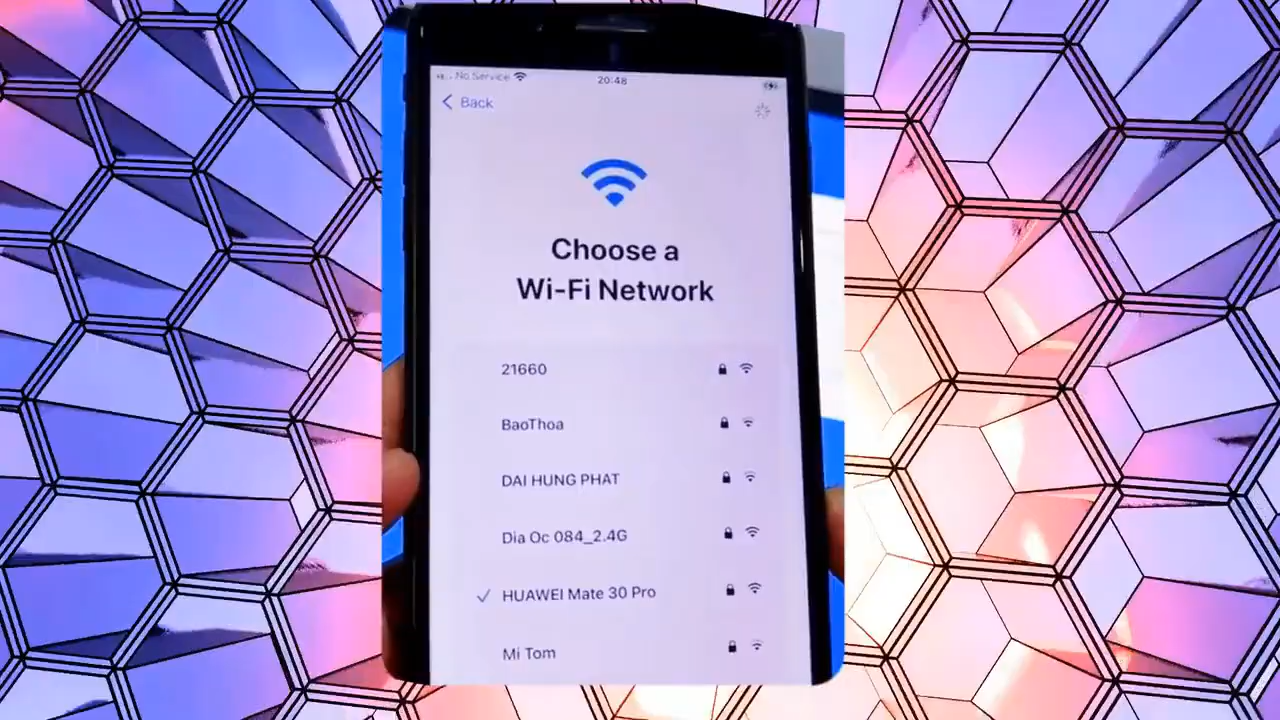 No Service
20:48
Back
Choose a
Wi-Fi Network
21660
BaoThoa
DAI HUNG PHAT
Dia Oc 084_2.4G
HUAWEI Mate 30 Pro
Mi Tom